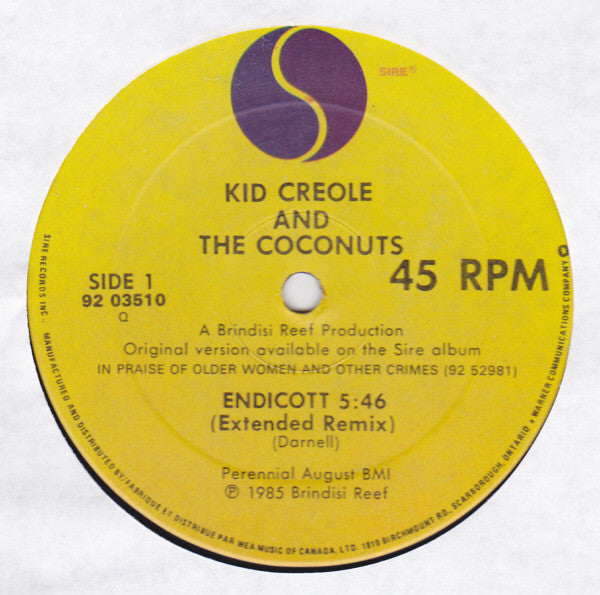 SIRE®
KID CREOLE
AND
THE COCONUTS
SIDE 1
92 03510
Q
45 RPM
A Brindisi Reef Production
Original version available on the Sire album
IN PRAISE OF OLDER WOMEN AND OTHER CRIMES (92 52981)
ENDICOTT 5:46
(Extended Remix)
(Darnell)
Perennial August BMI
℗ 1985 Brindisi Reef
SIRE RECORDS INC. · MANUFACTURED AND DISTRIBUTED BY/FABRIQUE ET DISTRIBUE PAR WEA MUSIC OF CANADA, LTD. 1810 BIRCHMOUNT RD., SCARBOROUGH, ONTARIO · A WARNER COMMUNICATIONS COMPANY